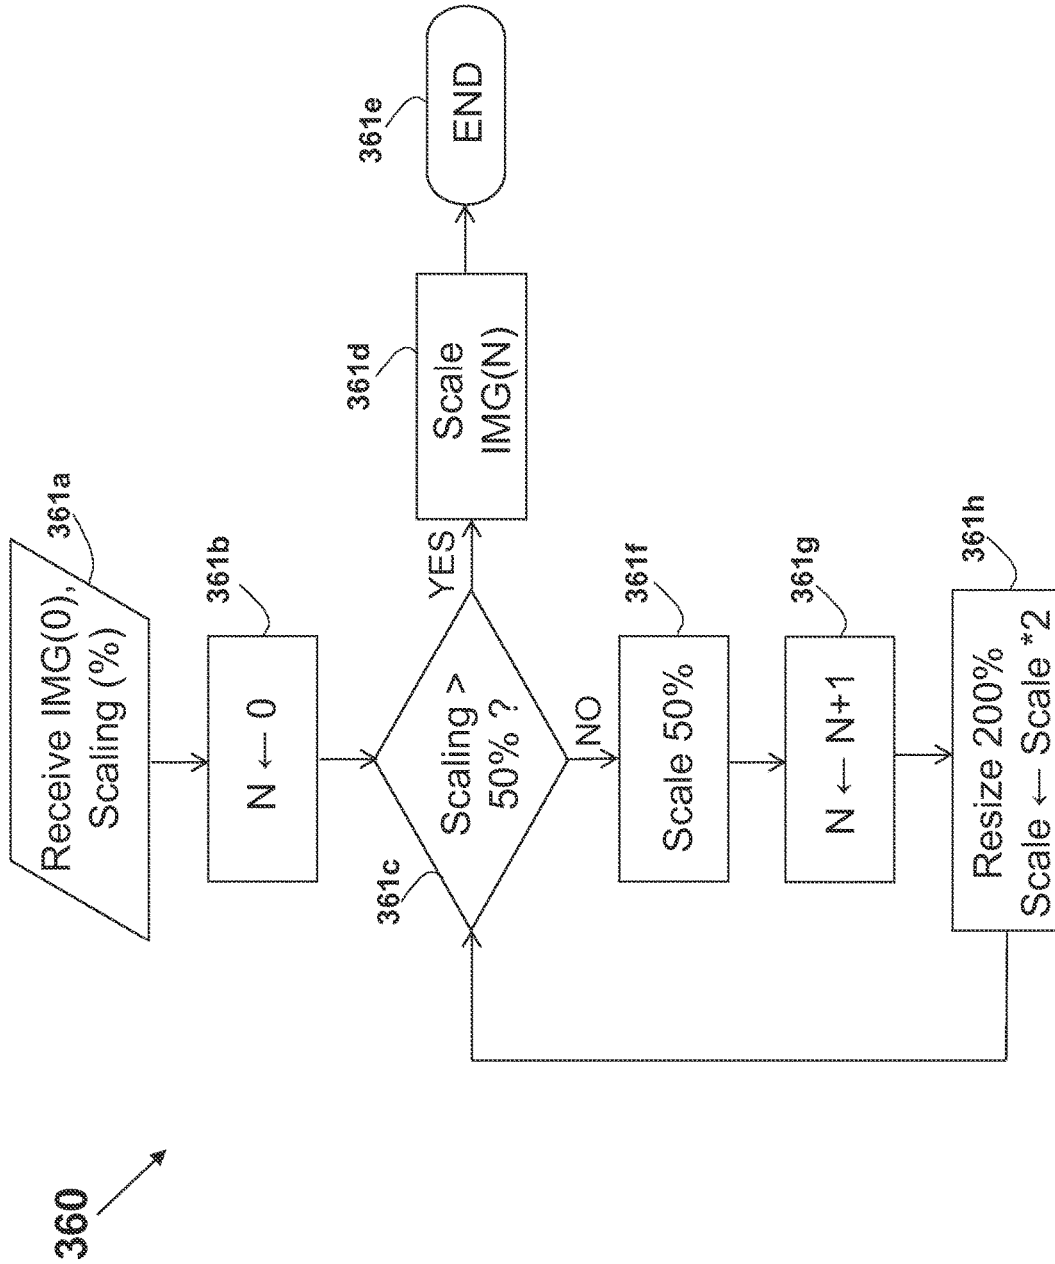 360
361a
Receive IMG(0),
Scaling (%)
361b
N ← 0
361c
Scaling >
50% ?
YES
361d
Scale
IMG(N)
361e
END
NO
361f
Scale 50%
361g
N ← N+1
361h
Resize 200%
Scale ← Scale *2